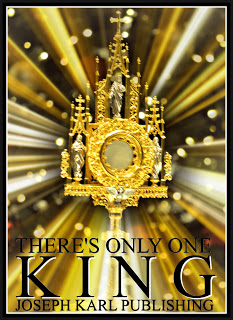 THERE'S ONLY ONE
KING
JOSEPH KARL PUBLISHING